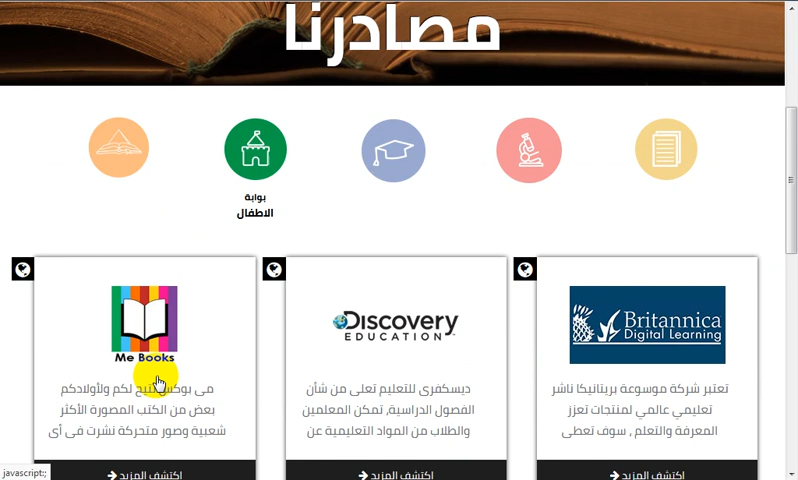 مصادرنا
بوابة
الاطفال
Britannica
Digital Learning
تعتبر شركة موسوعة بريتانيكا ناشر
تعليمي عالمي لمنتجات تعزز
المعرفة والتعلم , سوف تعطى
اكتشف المزيد
Discovery
EDUCATION
ديسكفرى للتعليم تعلى من شأن
الفصول الدراسية, تمكن المعلمين
والطلاب من المواد التعليمية عن
اكتشف المزيد
Me Books
مى بوكس تتيح لكم ولأولادكم
بعض من الكتب المصورة الأكثر
شعبية وصور متحركة نشرت فى أى
اكتشف المزيد
javascript:;